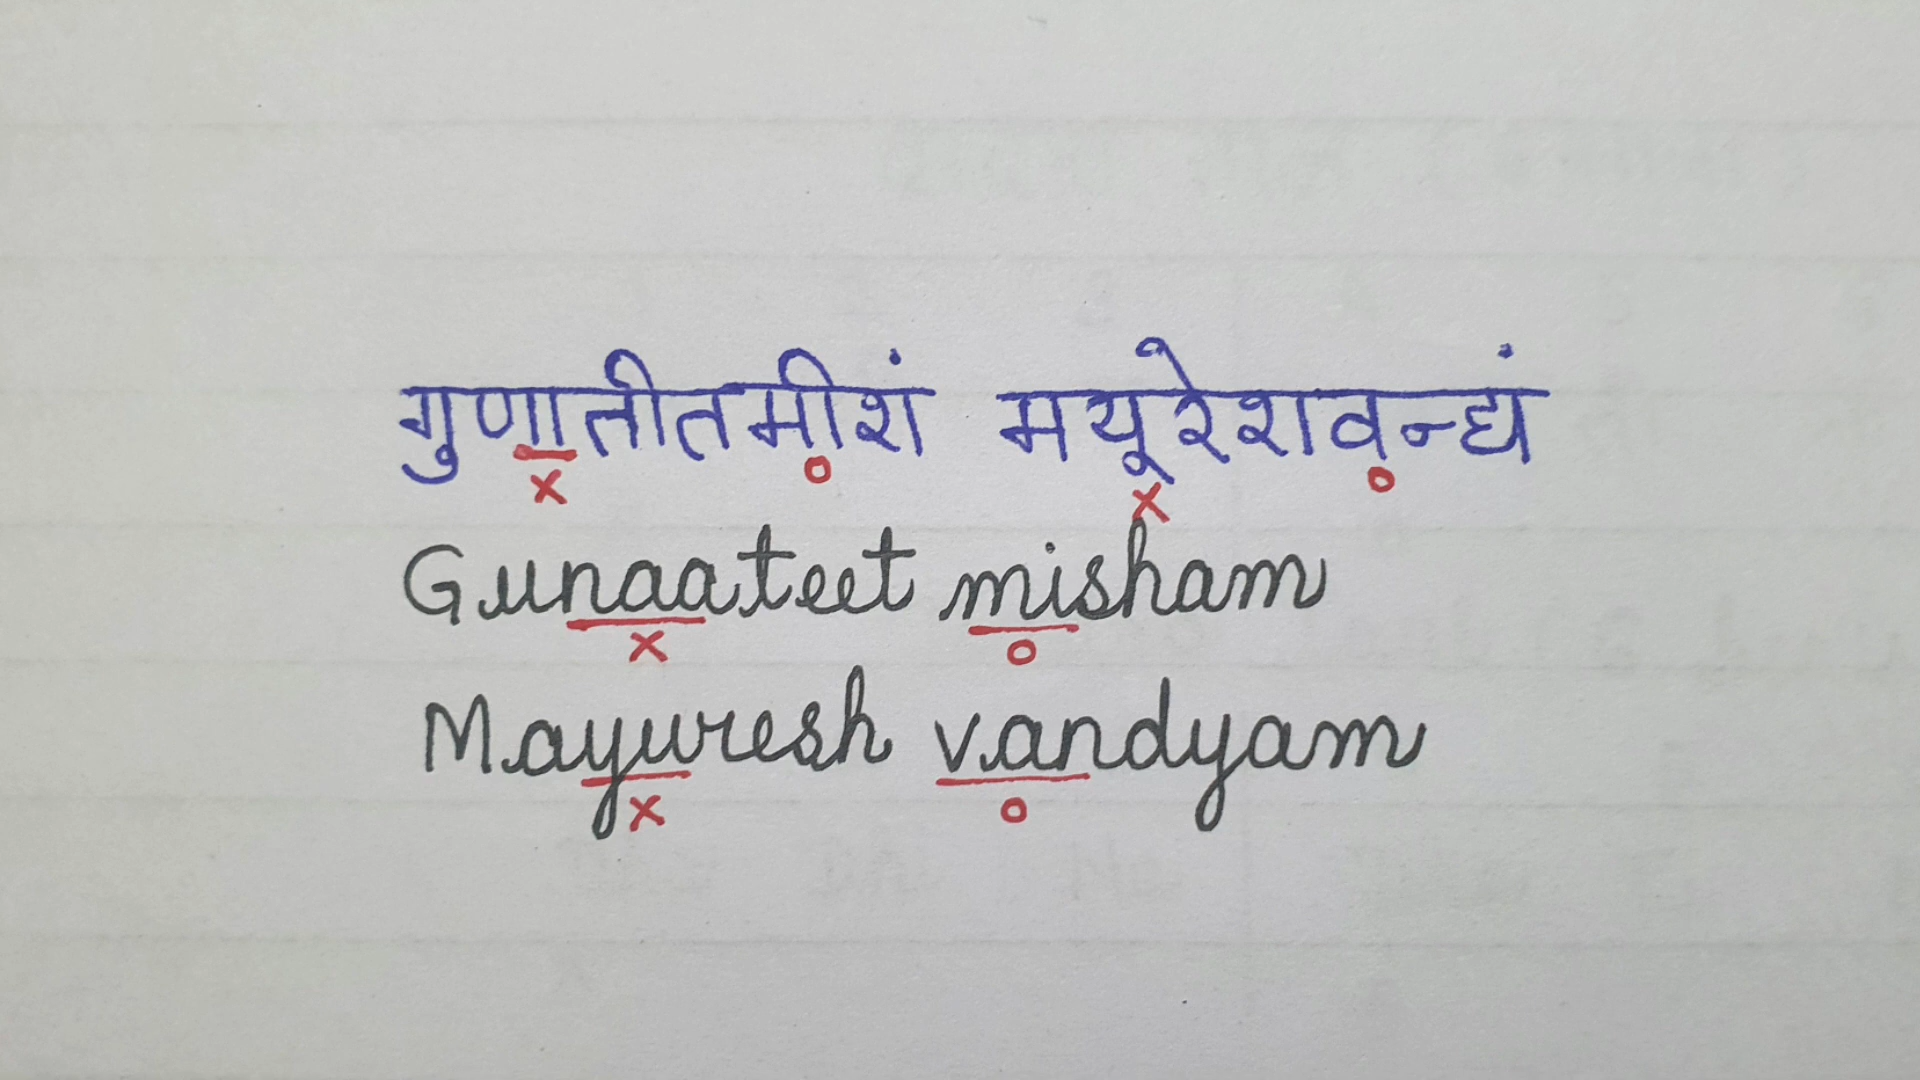 गुणातीतमीशं मयूरेशवन्द्यं
x o x o
Gunaateet misham
x o
Mayuresh vandyam
x o